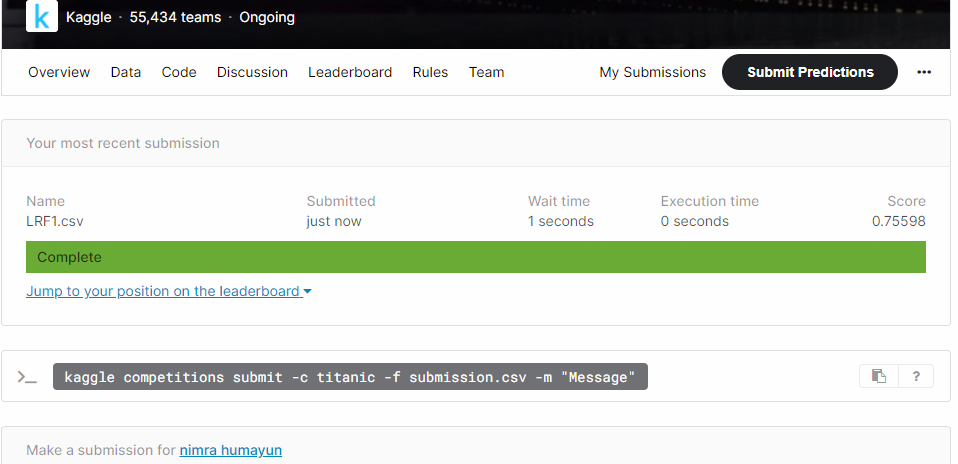 k Kaggle · 55,434 teams · Ongoing
Overview Data Code Discussion Leaderboard Rules Team My Submissions Submit Predictions ···
Your most recent submission
Name Submitted Wait time Execution time Score
LRF1.csv just now 1 seconds 0 seconds 0.75598
Complete
Jump to your position on the leaderboard
>_ kaggle competitions submit -c titanic -f submission.csv -m "Message" ?
Make a submission for nimra humayun